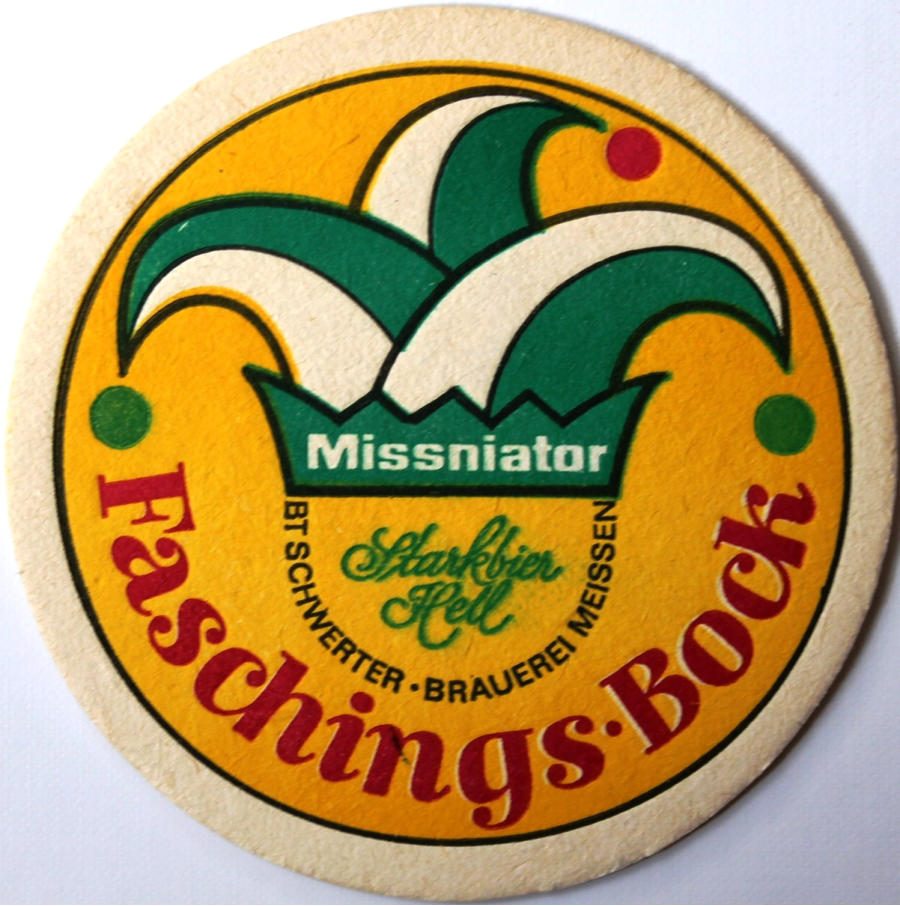 Missniator
Starkbier
Hell
BT SCHWERTER · BRAUEREI MEISSEN
Faschings·Bock